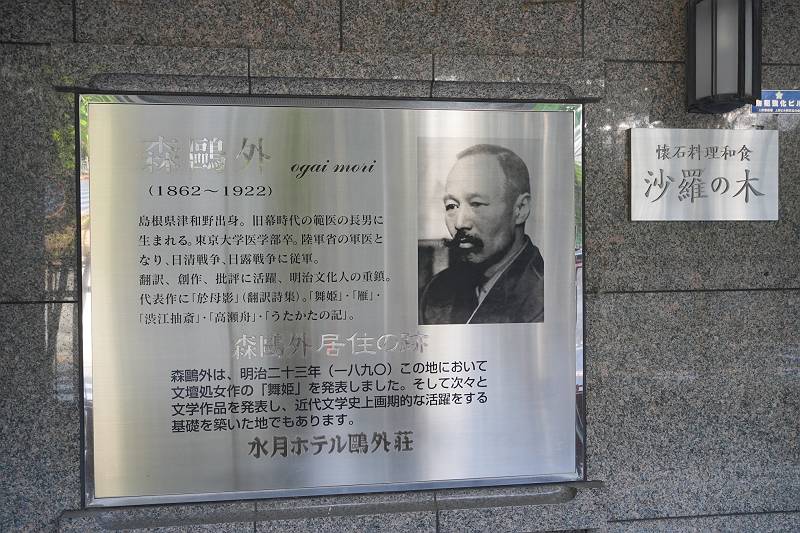 森鷗外 ogai mori
(1862～1922)
島根県津和野出身。旧幕時代の範医の長男に
生まれる。東京大学医学部卒。陸軍省の軍医と
なり、日清戦争、日露戦争に従軍。
翻訳、創作、批評に活躍、明治文化人の重鎮。
代表作に「於母影」(翻訳詩集)。「舞姫」・「雁」・
「渋江抽斎」・「高瀬舟」・「うたかたの記」。
森鷗外居住の跡
森鷗外は、明治二十三年（一八九〇）この地において
文壇処女作の「舞姫」を発表しました。そして次々と
文学作品を発表し、近代文学史上画期的な活躍をする
基礎を築いた地でもあります。
水月ホテル鷗外荘
懐石料理和食
沙羅の木